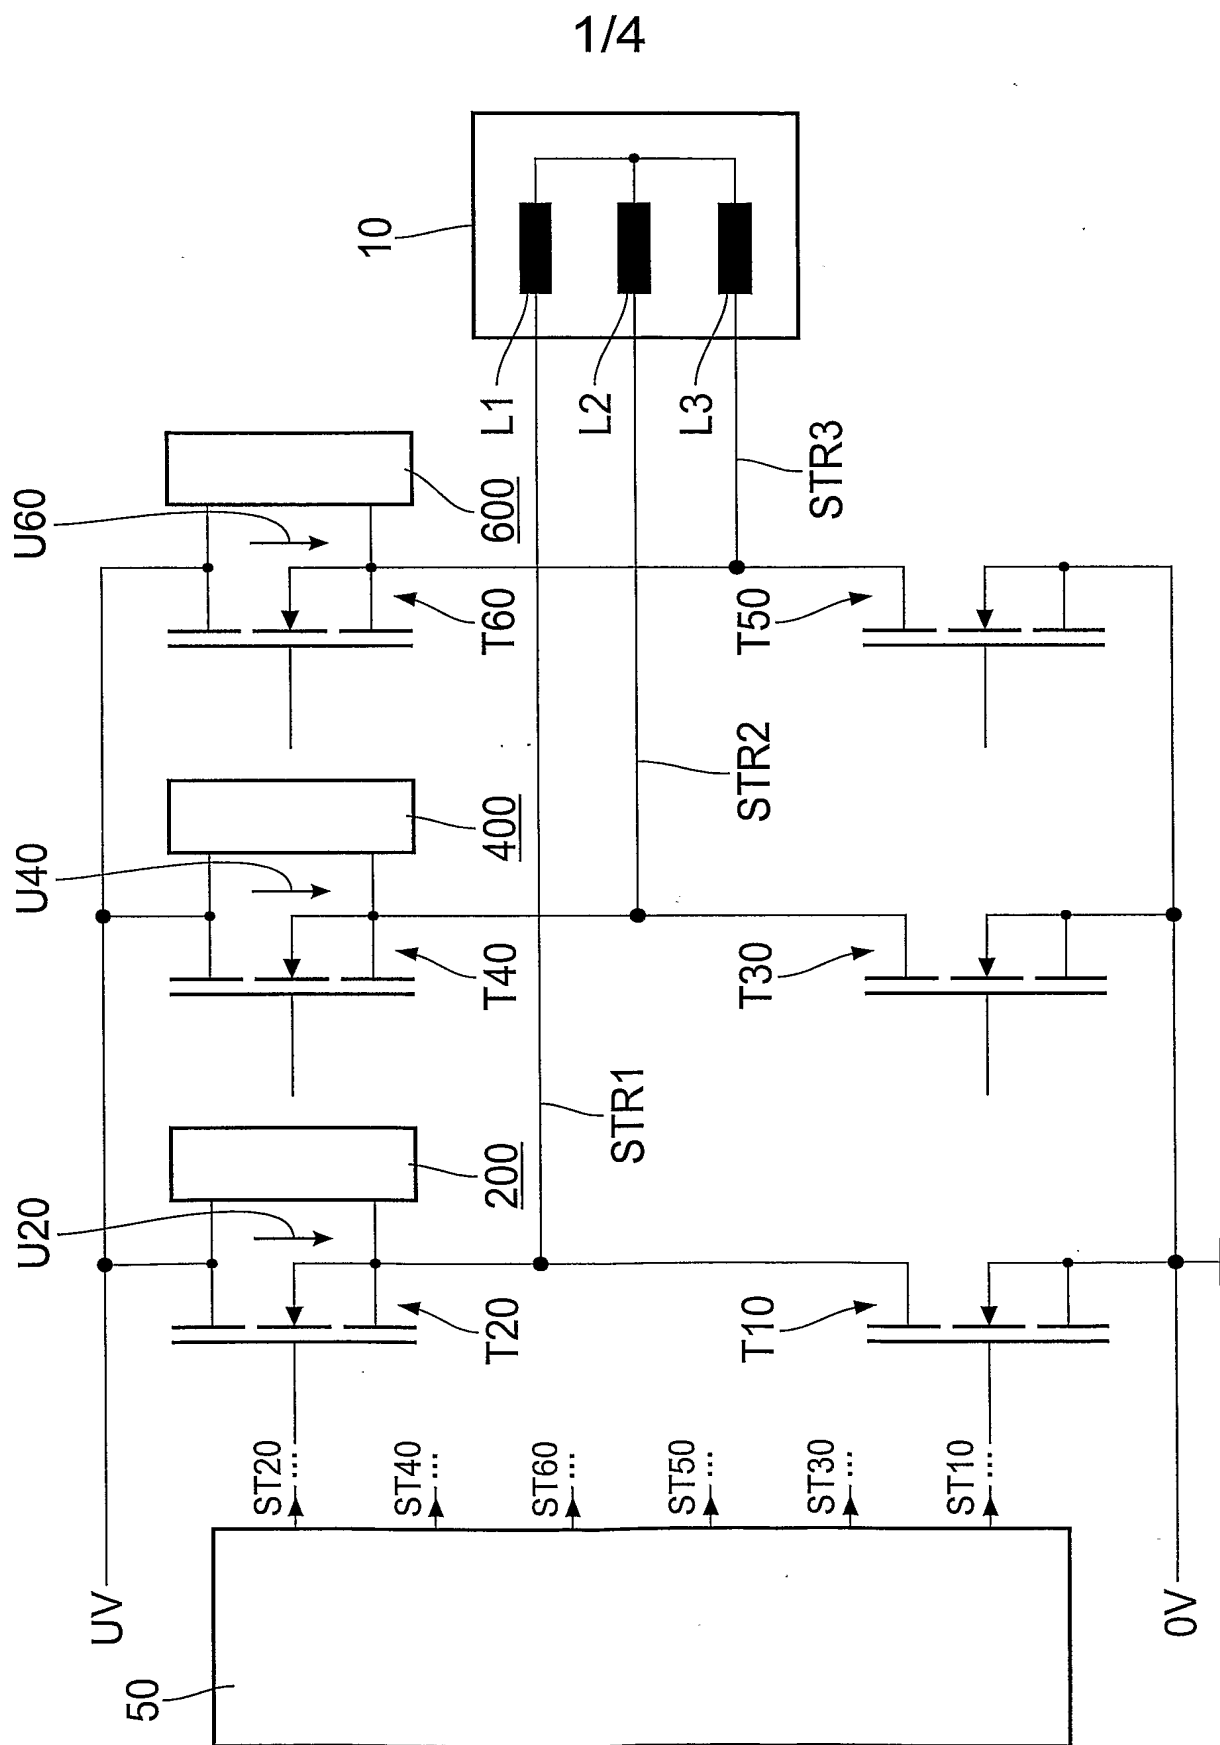 1/4
10
L1
L2
L3
STR3
U60
600
T60
T50
STR2
U40
400
T40
T30
STR1
U20
200
T20
T10
ST20 ...
ST40 ...
ST60 ...
ST50 ...
ST30 ...
ST10 ...
UV
0V
50